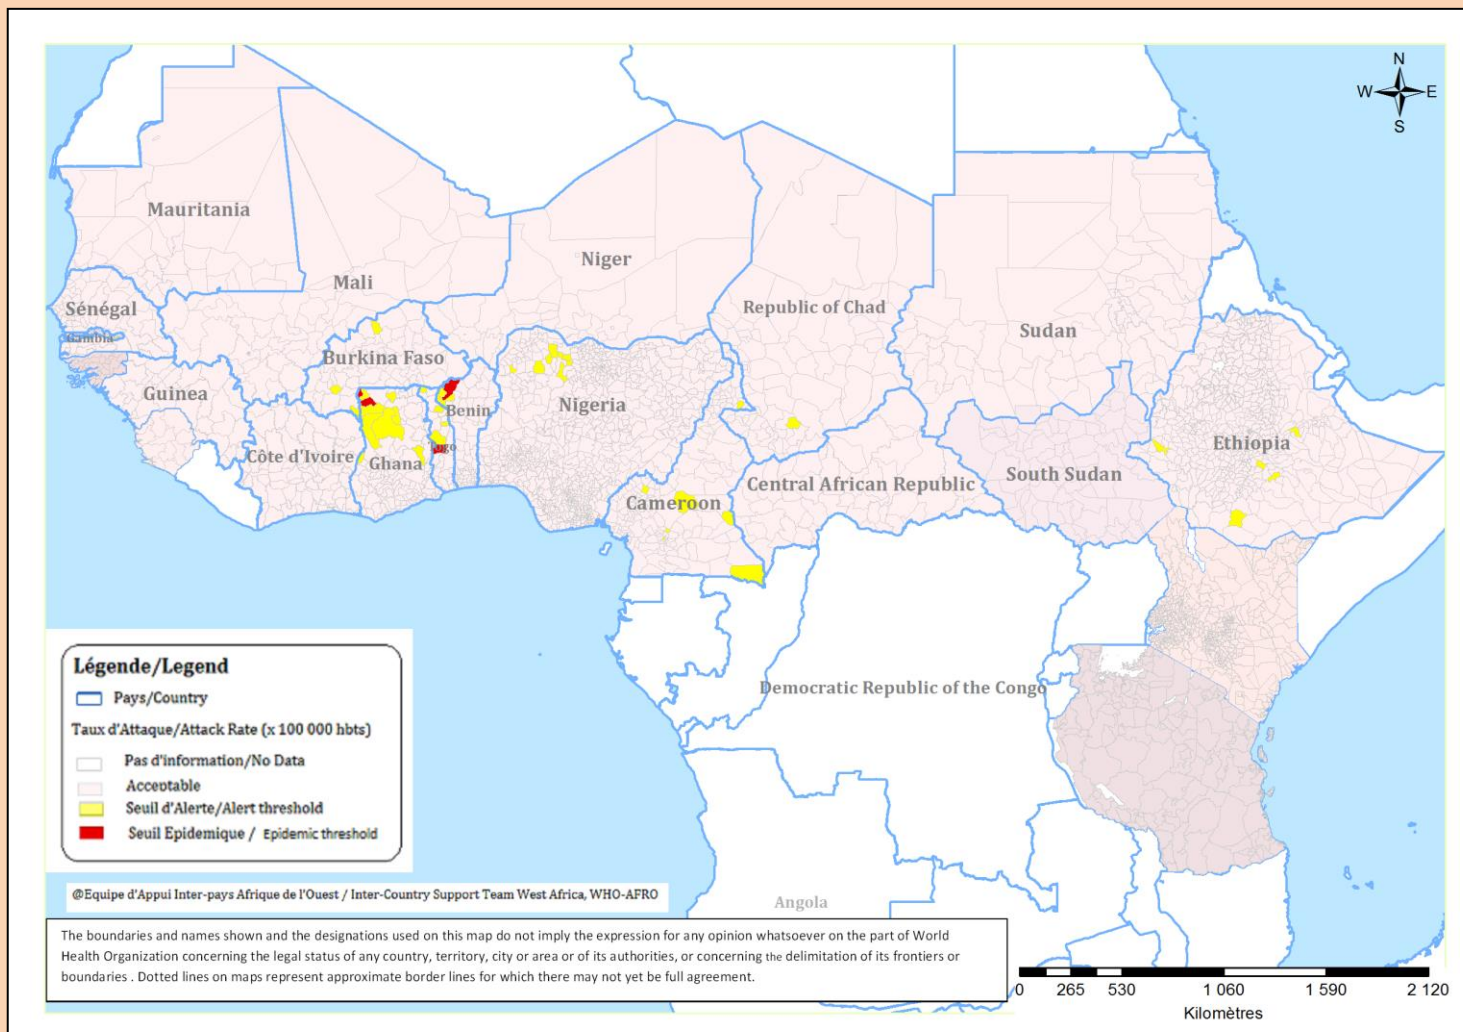 N
W E
S
Mauritania
Mali
Niger
Sénégal
Gambia
Republic of Chad
Sudan
Burkina Faso
Guinea
Benin
Nigeria
Togo
Côte d'Ivoire
Ghana
Ethiopia
South Sudan
Central African Republic
Cameroon
Democratic Republic of the Congo
Angola
Légende/Legend
Pays/Country
Taux d'Attaque/Attack Rate (x 100 000 hbts)
Pas d'information/No Data
Acceptable
Seuil d'Alerte/Alert threshold
Seuil Epidemique / Epidemic threshold
@Equipe d'Appui Inter-pays Afrique de l'Ouest / Inter-Country Support Team West Africa, WHO-AFRO
The boundaries and names shown and the designations used on this map do not imply the expression for any opinion whatsoever on the part of World
Health Organization concerning the legal status of any country, territory, city or area or of its authorities, or concerning the delimitation of its frontiers or
boundaries . Dotted lines on maps represent approximate border lines for which there may not yet be full agreement.
0 265 530 1 060 1 590 2 120
Kilomètres